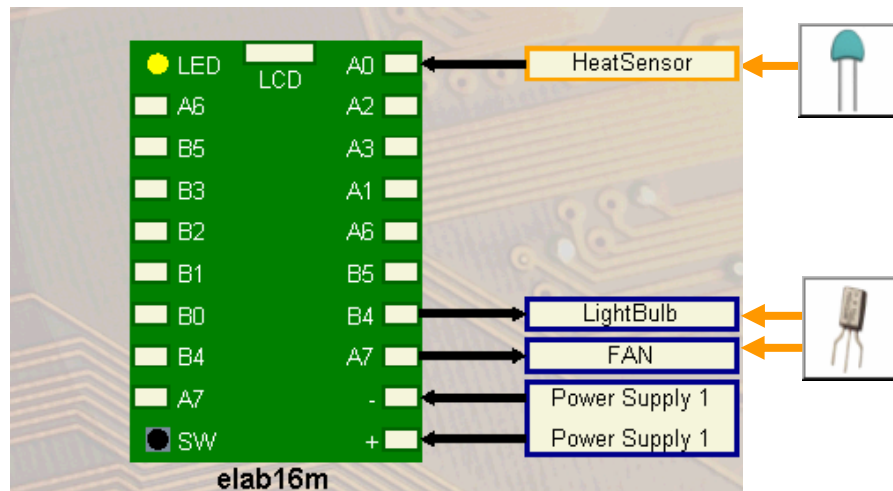 LED LCD A0 HeatSensor
A6 A2
B5 A3
B3 A1
B2 A6
B1 B5
B0 B4 LightBulb
B4 A7 FAN
A7 - Power Supply 1
SW + Power Supply 1
elab16m